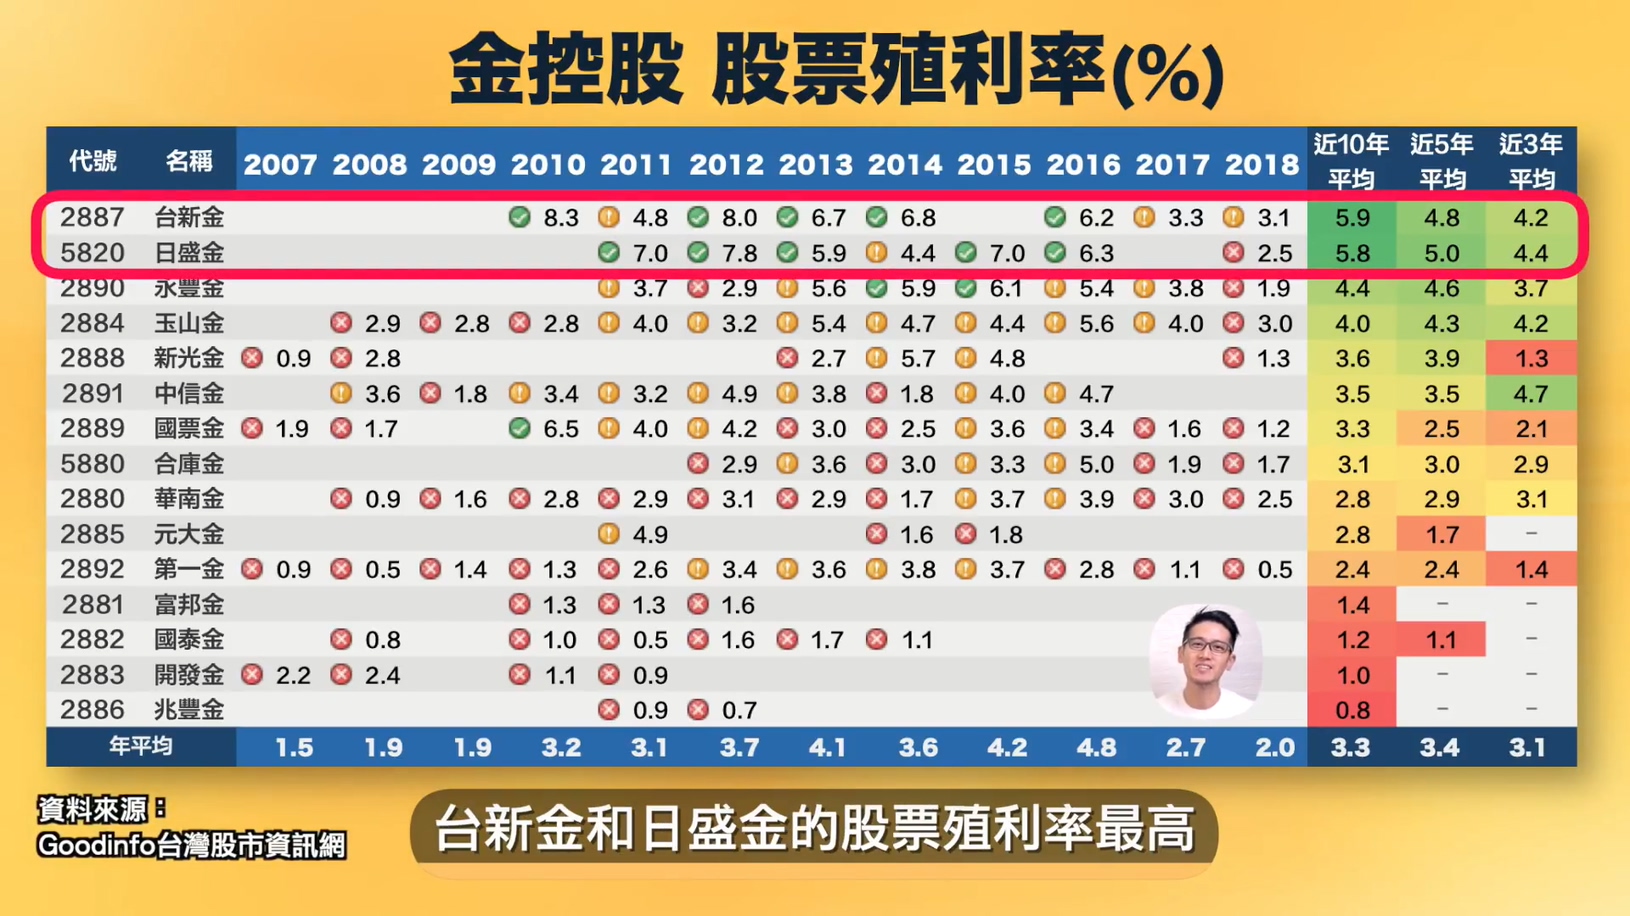 金控股 股票殖利率(%)
代號 名稱 2007 2008 2009 2010 2011 2012 2013 2014 2015 2016 2017 2018 近10年平均 近5年平均 近3年平均
2887 台新金 8.3 4.8 8.0 6.7 6.8 6.2 3.3 3.1 5.9 4.8 4.2
5820 日盛金 7.0 7.8 5.9 4.4 7.0 6.3 2.5 5.8 5.0 4.4
2890 永豐金 3.7 2.9 5.6 5.9 6.1 5.4 3.8 1.9 4.4 4.6 3.7
2884 玉山金 2.9 2.8 2.8 4.0 3.2 5.4 4.7 4.4 5.6 4.0 3.0 4.0 4.3 4.2
2888 新光金 0.9 2.8 2.7 5.7 4.8 1.3 3.6 3.9 1.3
2891 中信金 3.6 1.8 3.4 3.2 4.9 3.8 1.8 4.0 4.7 3.5 3.5 4.7
2889 國票金 1.9 1.7 6.5 4.0 4.2 3.0 2.5 3.6 3.4 1.6 1.2 3.3 2.5 2.1
5880 合庫金 2.9 3.6 3.0 3.3 5.0 1.9 1.7 3.1 3.0 2.9
2880 華南金 0.9 1.6 2.8 2.9 3.1 2.9 1.7 3.7 3.9 3.0 2.5 2.8 2.9 3.1
2885 元大金 4.9 1.6 1.8 2.8 1.7 –
2892 第一金 0.9 0.5 1.4 1.3 2.6 3.4 3.6 3.8 3.7 2.8 1.1 0.5 2.4 2.4 1.4
2881 富邦金 1.3 1.3 1.6 1.4 – –
2882 國泰金 0.8 1.0 0.5 1.6 1.7 1.1 1.2 1.1 –
2883 開發金 2.2 2.4 1.1 0.9 1.0 – –
2886 兆豐金 0.9 0.7 0.8 – –
年平均 1.5 1.9 1.9 3.2 3.1 3.7 4.1 3.6 4.2 4.8 2.7 2.0 3.3 3.4 3.1
資料來源：
Goodinfo台灣股市資訊網
台新金和日盛金的股票殖利率最高